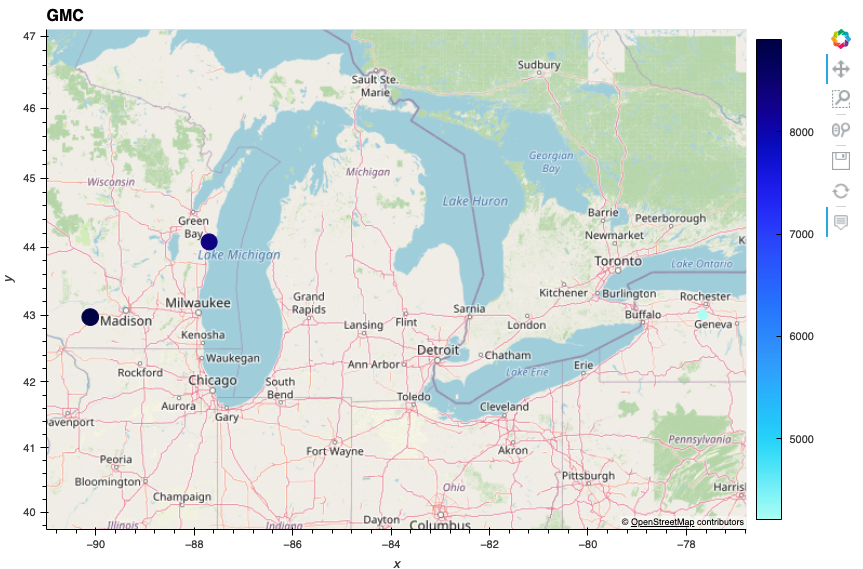 GMC
47
46
45
44
43
42
41
40
y
−90
−88
−86
−84
−82
−80
−78
x
Sudbury
Sault Ste.
Marie
Georgian
Bay
Michigan
Wisconsin
Lake Huron
Barrie
Peterborough
Green
Bay
Newmarket
Lake Michigan
Toronto
Lake Ontario
K
Kitchener
Burlington
Rochester
Grand
Rapids
Milwaukee
Madison
Sarnia
Lansing
Flint
London
Buffalo
Geneva
Kenosha
Waukegan
Detroit
Chatham
Ann Arbor
Rockford
Lake Erie
Erie
Chicago
South
Bend
Toledo
Aurora
Gary
Cleveland
avenport
Fort Wayne
Akron
Pennsylvania
Peoria
Bloomington
Pittsburgh
Ohio
Champaign
Harris
Illinois
Indiana
Dayton
Columbus
© OpenStreetMap contributors
8000
7000
6000
5000